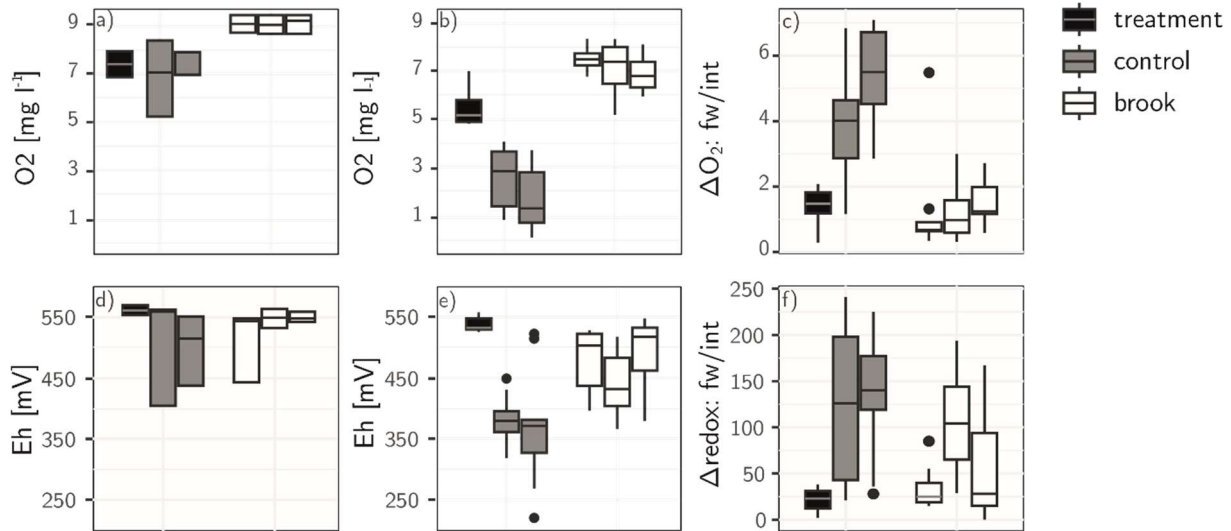 a)
O2 [mg l-1]
9
7
5
3
1
b)
O2 [mg l-1]
9
7
5
3
1
c)
ΔO2: fw/int
6
4
2
0
treatment
control
brook
d)
Eh [mV]
550
450
350
250
e)
Eh [mV]
550
450
350
250
f)
Δredox: fw/int
250
200
150
100
50
0